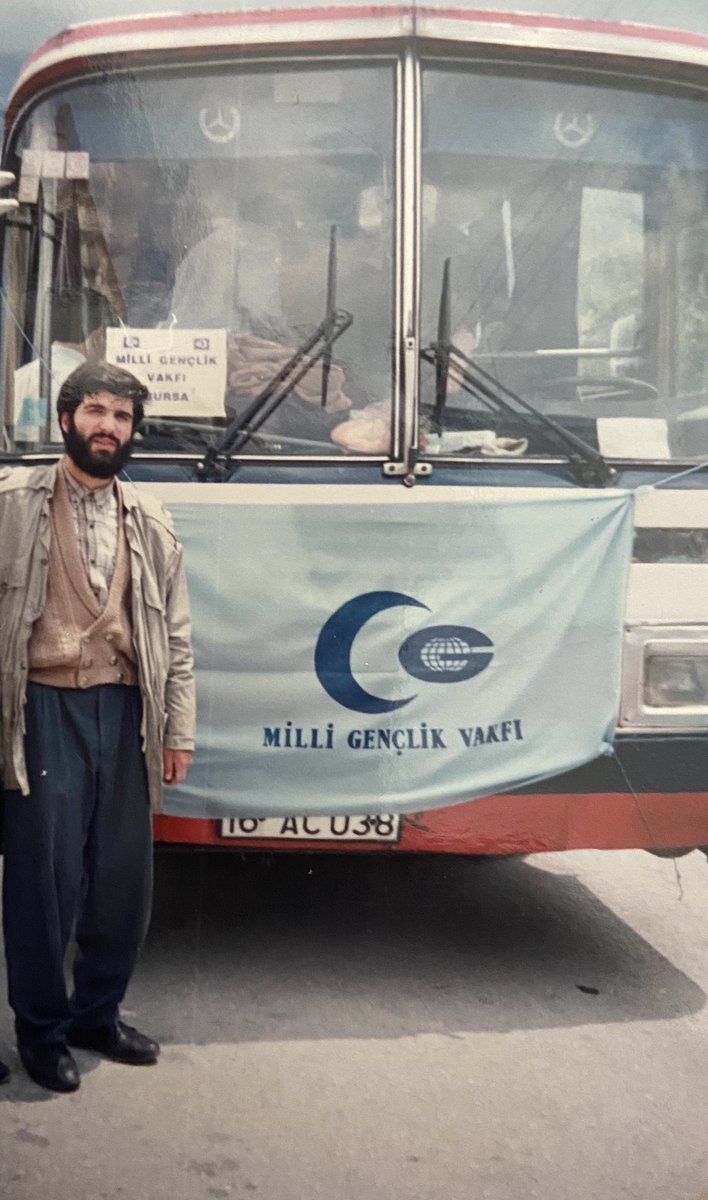 MİLLİ GENÇLİK
VAKFI
BURSA
MİLLİ GENÇLİK VAKFI
16 AC 038